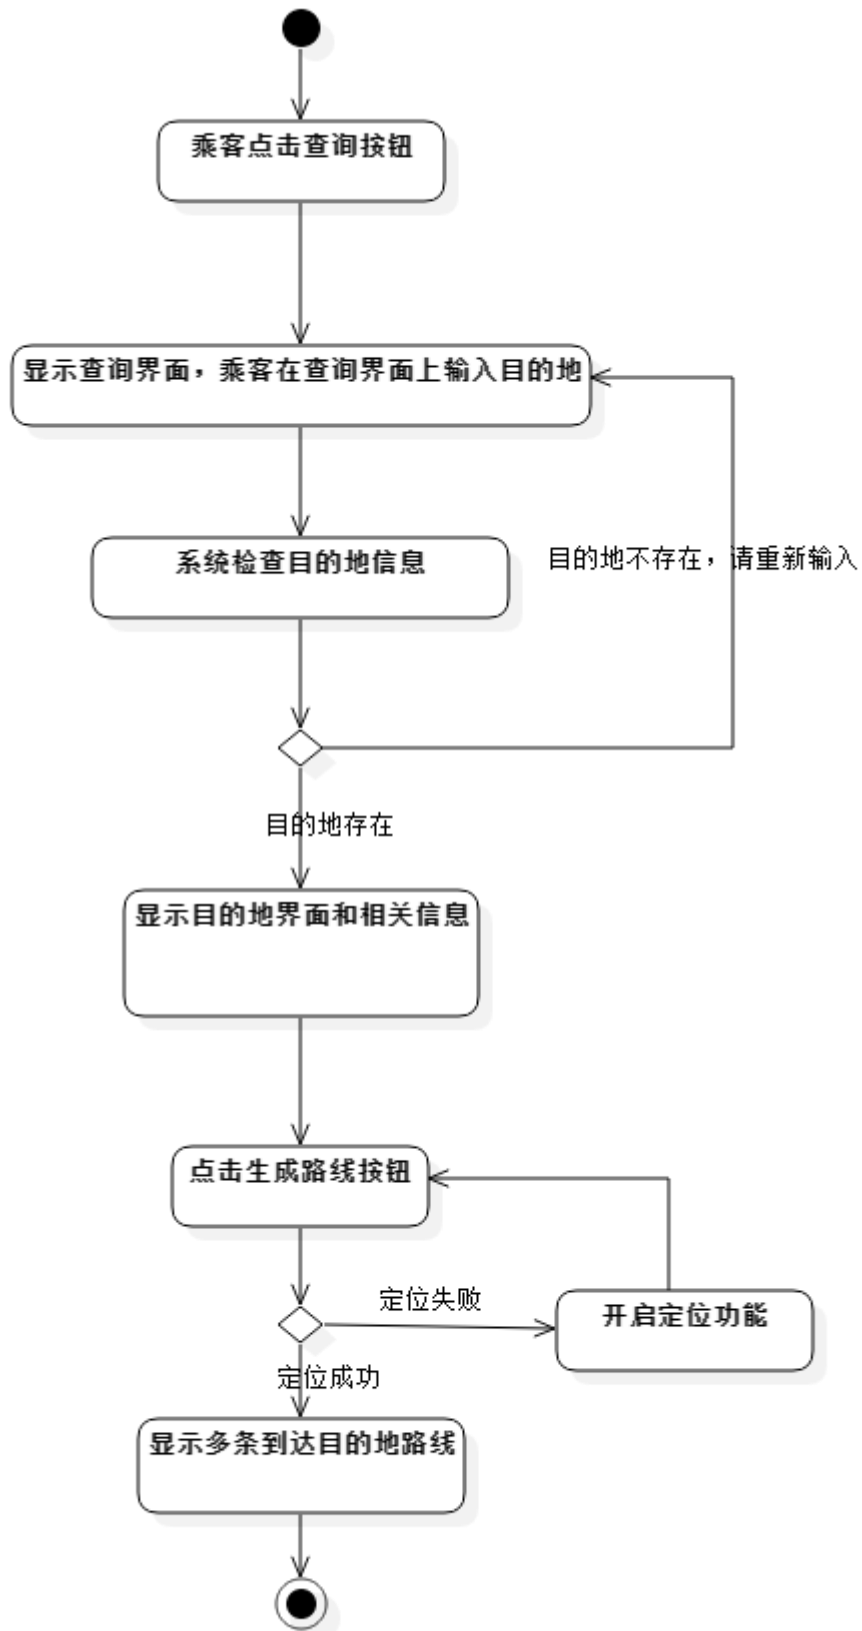 乘客点击查询按钮
显示查询界面，乘客在查询界面上输入目的地
系统检查目的地信息
目的地不存在，请重新输入
目的地存在
显示目的地界面和相关信息
点击生成路线按钮
定位失败
开启定位功能
定位成功
显示多条到达目的地路线